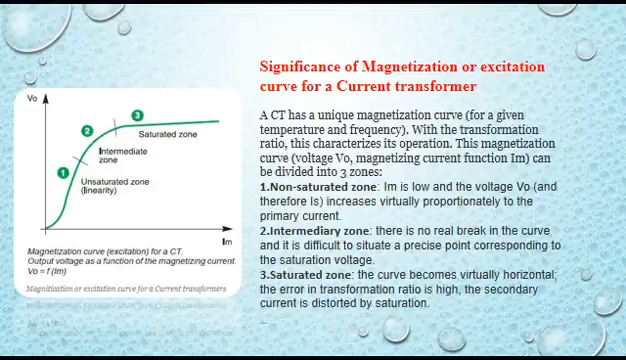 Significance of Magnetization or excitation
curve for a Current transformer
A CT has a unique magnetization curve (for a given
temperature and frequency). With the transformation
ratio, this characterizes its operation. This magnetization
curve (voltage Vo, magnetizing current function Im) can
be divided into 3 zones:
1.Non-saturated zone: Im is low and the voltage Vo (and
therefore Is) increases virtually proportionately to the
primary current.
2.Intermediary zone: there is no real break in the curve
and it is difficult to situate a precise point corresponding to
the saturation voltage.
3.Saturated zone: the curve becomes virtually horizontal;
the error in transformation ratio is high, the secondary
current is distorted by saturation.
Vo
3
Saturated zone
2
Intermediate
zone
1
Unsaturated zone
(linearity)
Im
Magnetization curve (excitation) for a CT.
Output voltage as a function of the magnetizing current.
Vo = f (Im)
Magnitization or excitation curve for a Current transformers